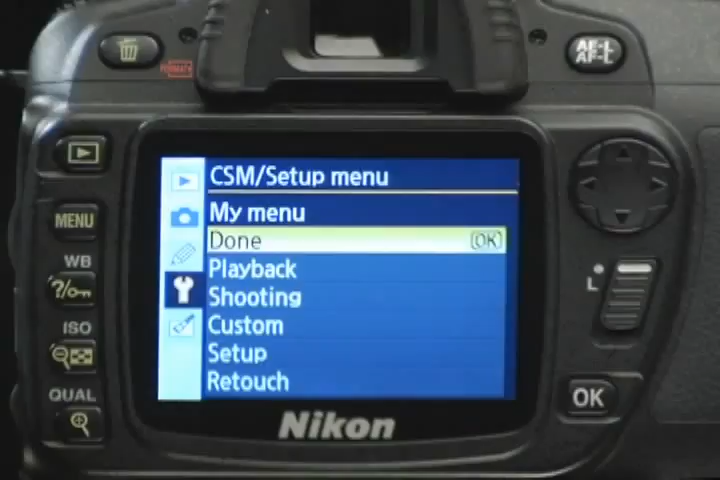 FORMAT
AE-L
AF-L
MENU
WB
?/
ISO
QUAL
CSM/Setup menu
My menu
Done OK
Playback
Shooting
Custom
Setup
Retouch
L
OK
Nikon